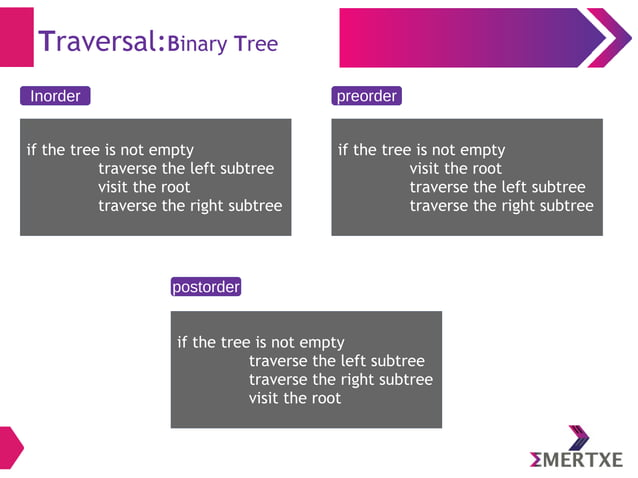 Traversal:Binary Tree
Inorder
if the tree is not empty
traverse the left subtree
visit the root
traverse the right subtree
preorder
if the tree is not empty
visit the root
traverse the left subtree
traverse the right subtree
postorder
if the tree is not empty
traverse the left subtree
traverse the right subtree
visit the root
ΣMERTXE